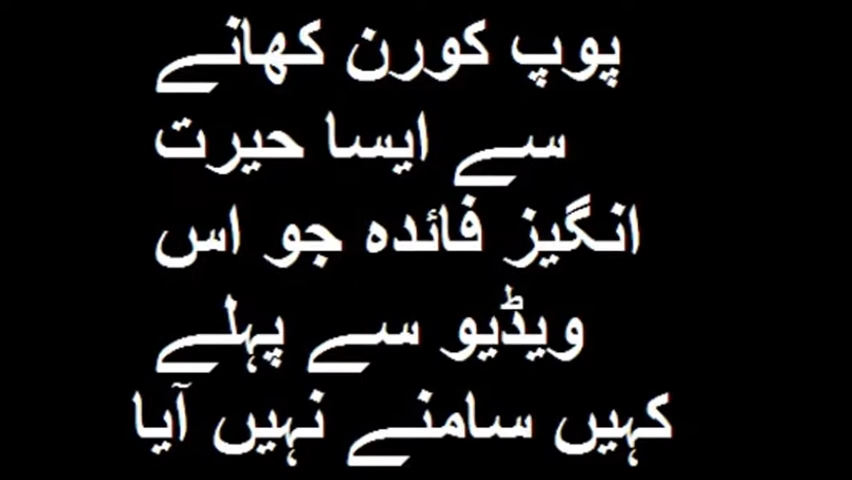 پوپ کورن کھانے
سے ایسا حیرت
انگیز فائدہ جو اس
ویڈیو سے پہلے
کہیں سامنے نہیں آیا